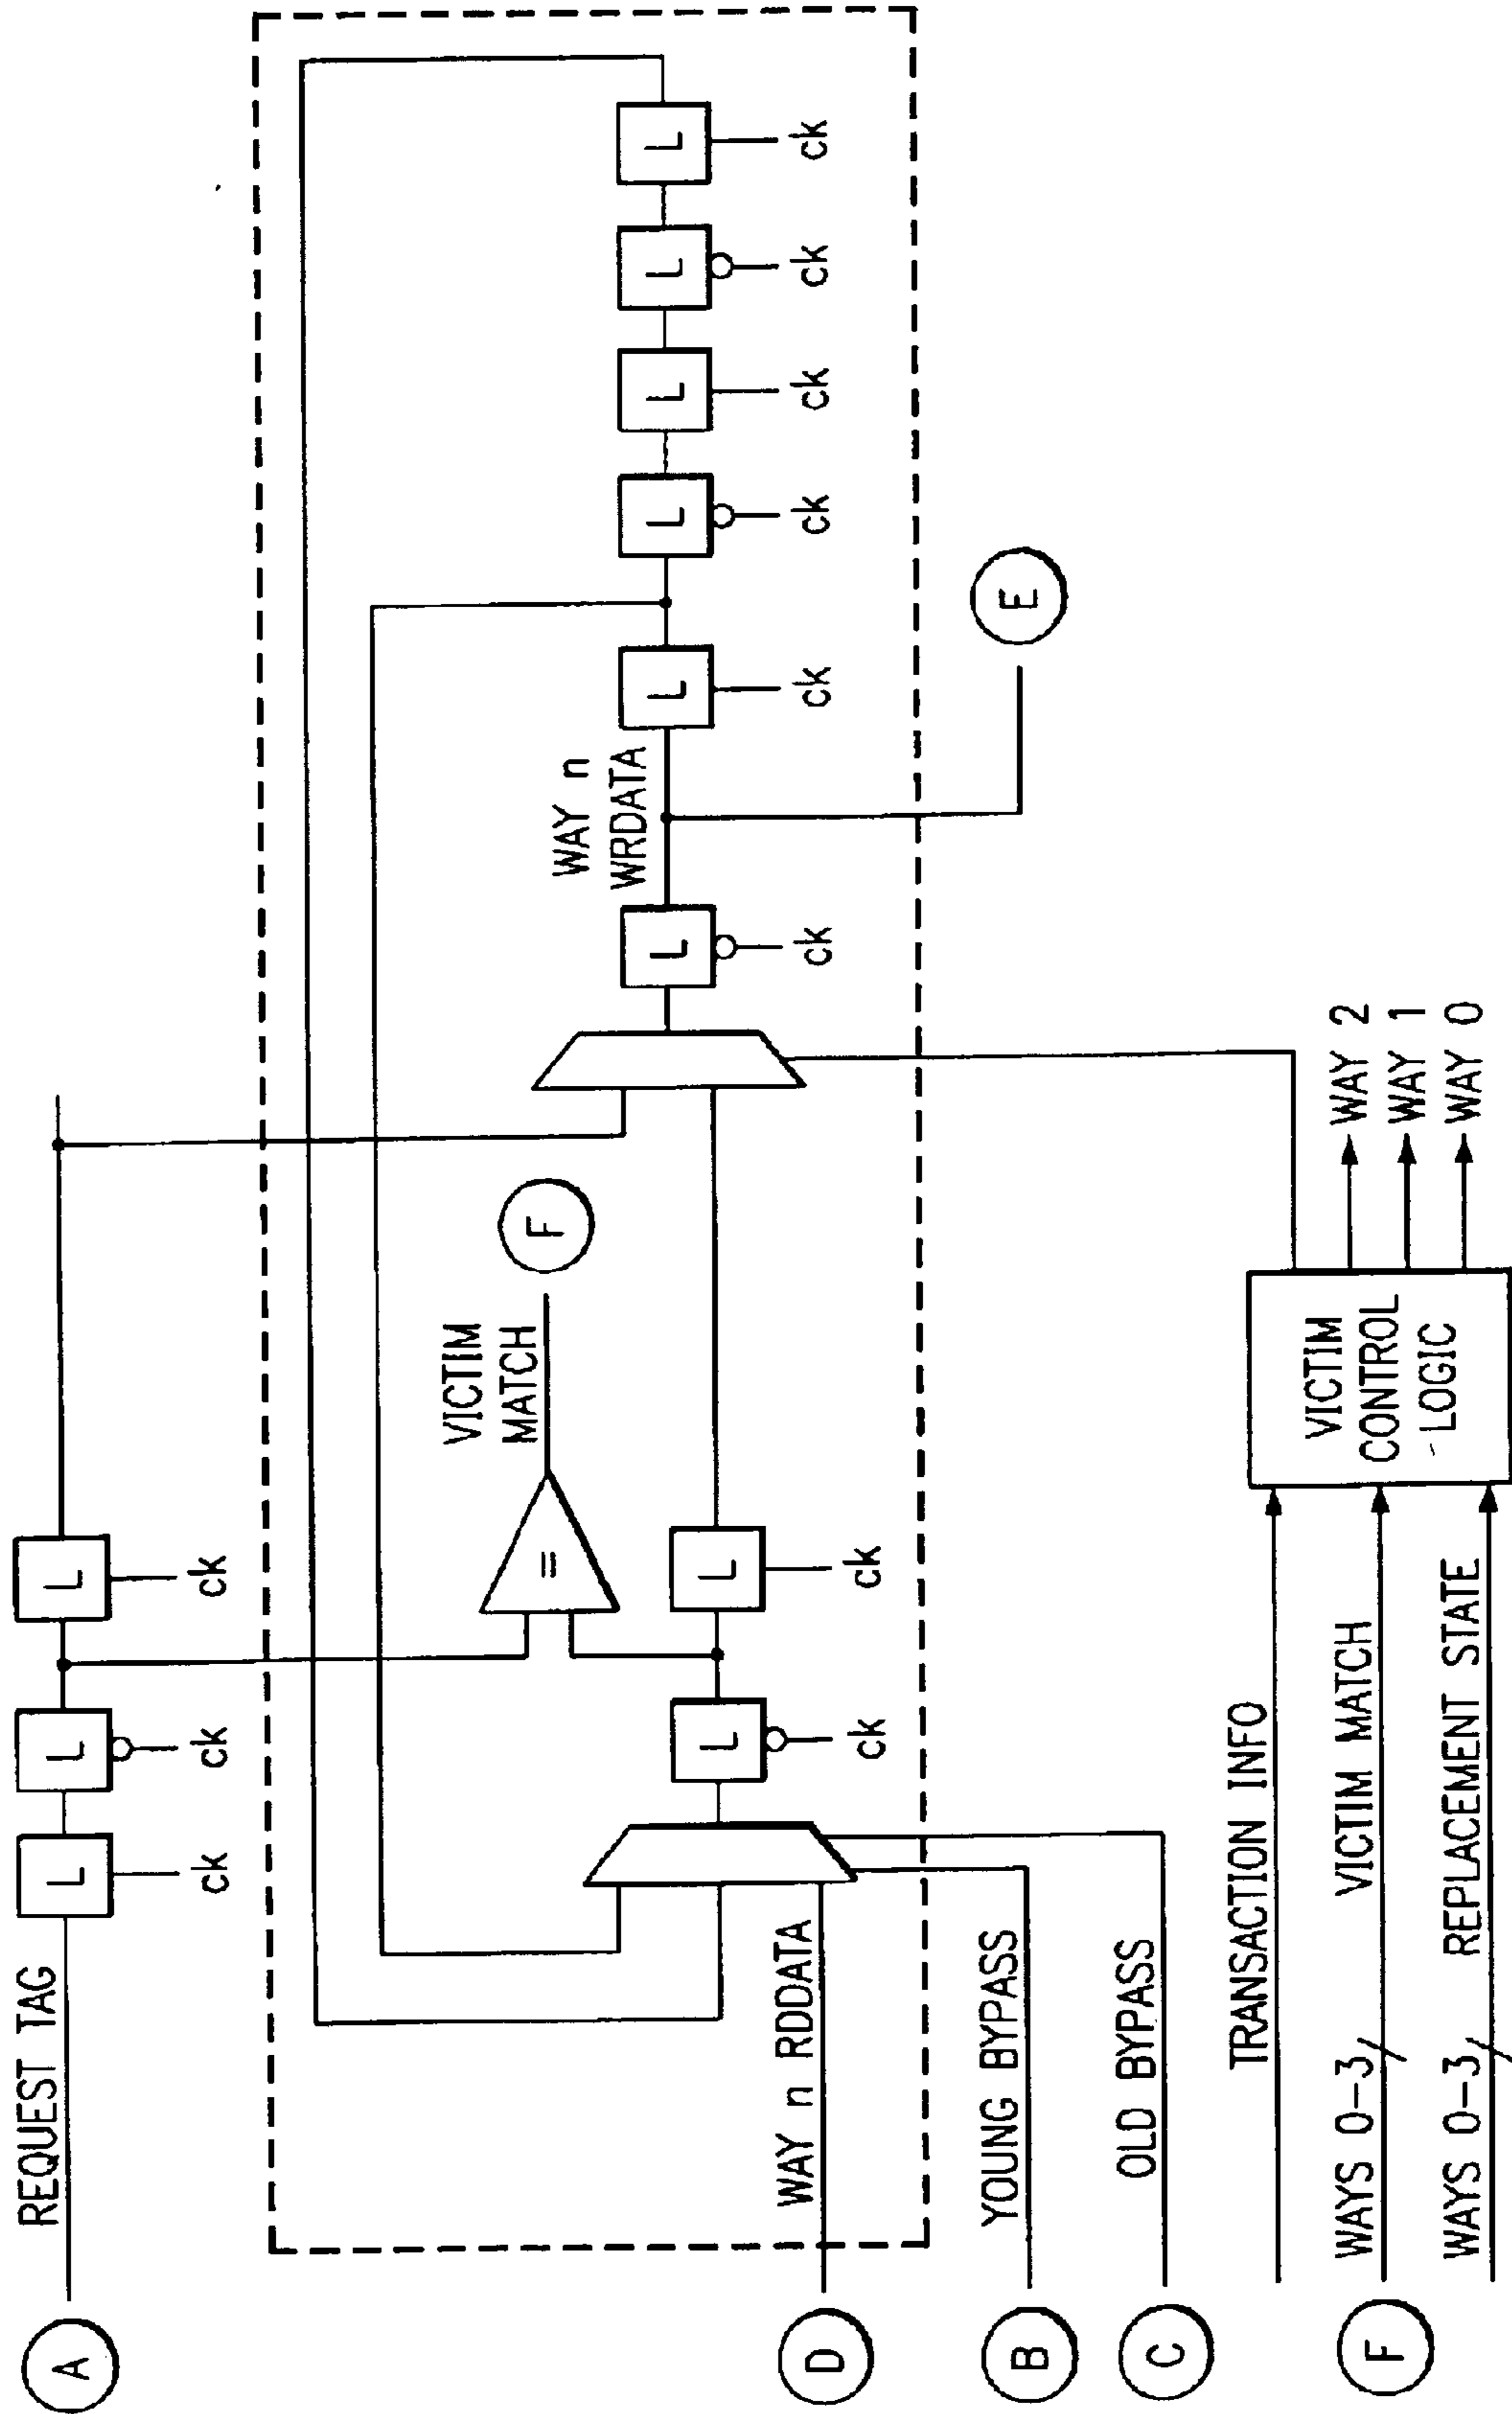 A
REQUEST TAG
L
ck
L
ck
L
ck
D
WAY n RDDATA
L
ck
=
L
ck
VICTIM
MATCH
F
L
ck
WAY n
WRDATA
L
ck
L
ck
L
ck
L
ck
L
ck
E
B
YOUNG BYPASS
C
OLD BYPASS
TRANSACTION INFO
F
WAYS 0-3
VICTIM MATCH
WAYS 0-3
REPLACEMENT STATE
VICTIM
CONTROL
LOGIC
WAY 2
WAY 1
WAY 0